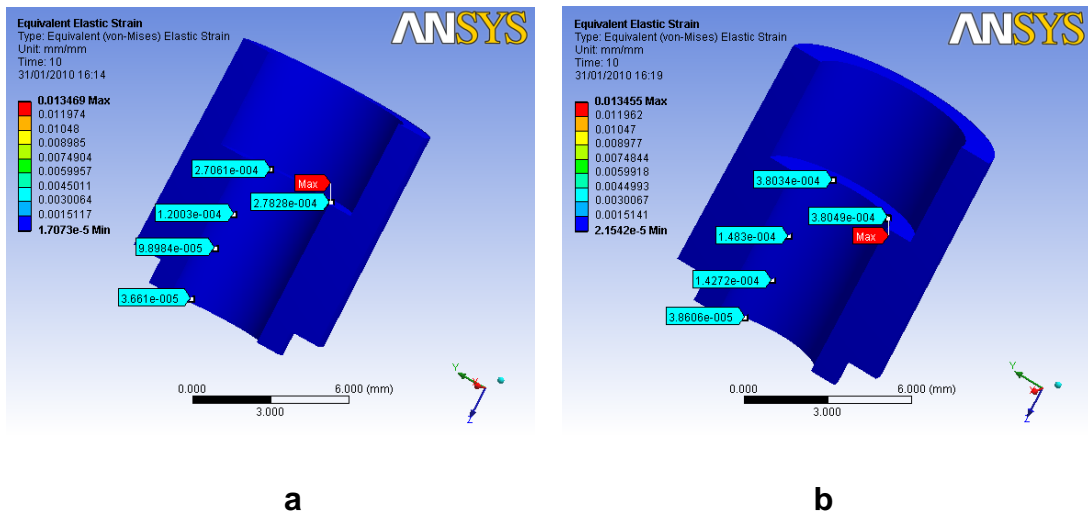 Equivalent Elastic Strain
Type: Equivalent (von-Mises) Elastic Strain
Unit: mm/mm
Time: 10
31/01/2010 16:14
ANSYS
0.013469 Max
0.011974
0.01048
0.008985
0.0074904
0.0059957
0.0045011
0.0030064
0.0015117
1.7073e-5 Min
2.7061e-004
Max
2.7828e-004
1.2003e-004
9.8984e-005
3.661e-005
Y
X
Z
0.000
6.000 (mm)
3.000
a
Equivalent Elastic Strain
Type: Equivalent (von-Mises) Elastic Strain
Unit: mm/mm
Time: 10
31/01/2010 16:19
ANSYS
0.013455 Max
0.011962
0.01047
0.008977
0.0074844
0.0059918
0.0044993
0.0030067
0.0015141
2.1542e-5 Min
3.8034e-004
3.8049e-004
Max
1.483e-004
1.4272e-004
3.8606e-005
Y
X
Z
0.000
6.000 (mm)
3.000
b